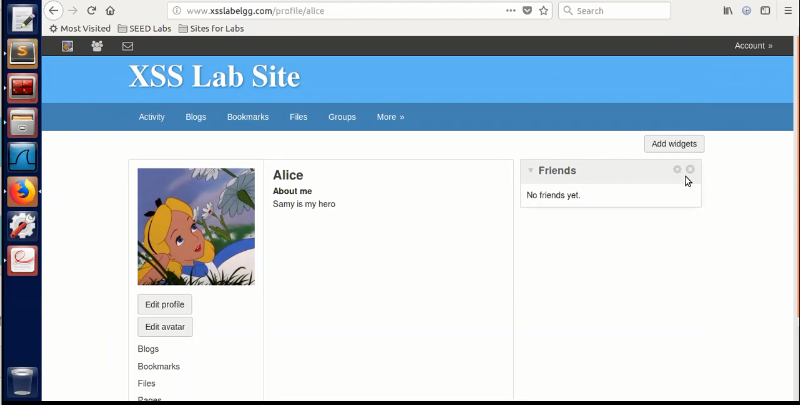 www.xsslabelgg.com/profile/alice
Search
Most Visited SEED Labs Sites for Labs
Account »
XSS Lab Site
Activity Blogs Bookmarks Files Groups More »
Add widgets
Alice
About me
Samy is my hero
Friends
No friends yet.
Edit profile
Edit avatar
Blogs
Bookmarks
Files
Pages